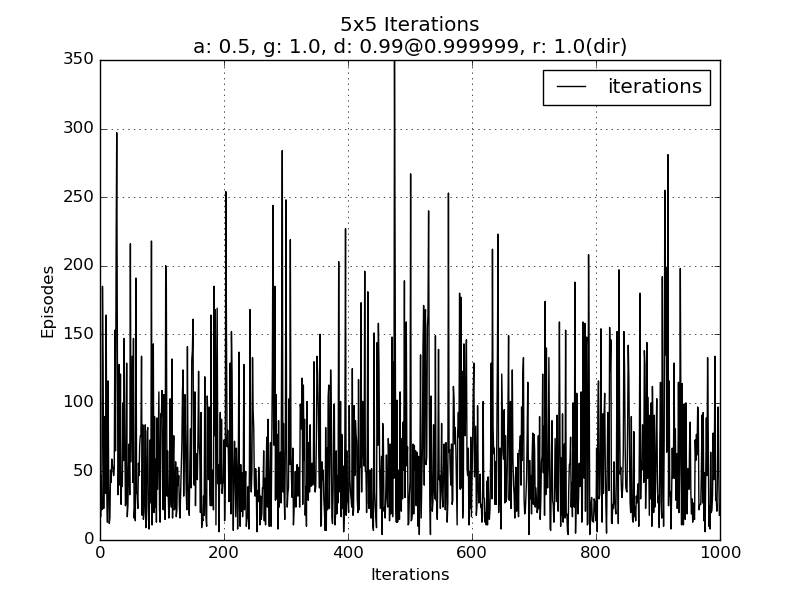 5x5 Iterations
a: 0.5, g: 1.0, d: 0.99@0.999999, r: 1.0(dir)
iterations
350
300
250
200
150
100
50
0
Episodes
0 200 400 600 800 1000
Iterations